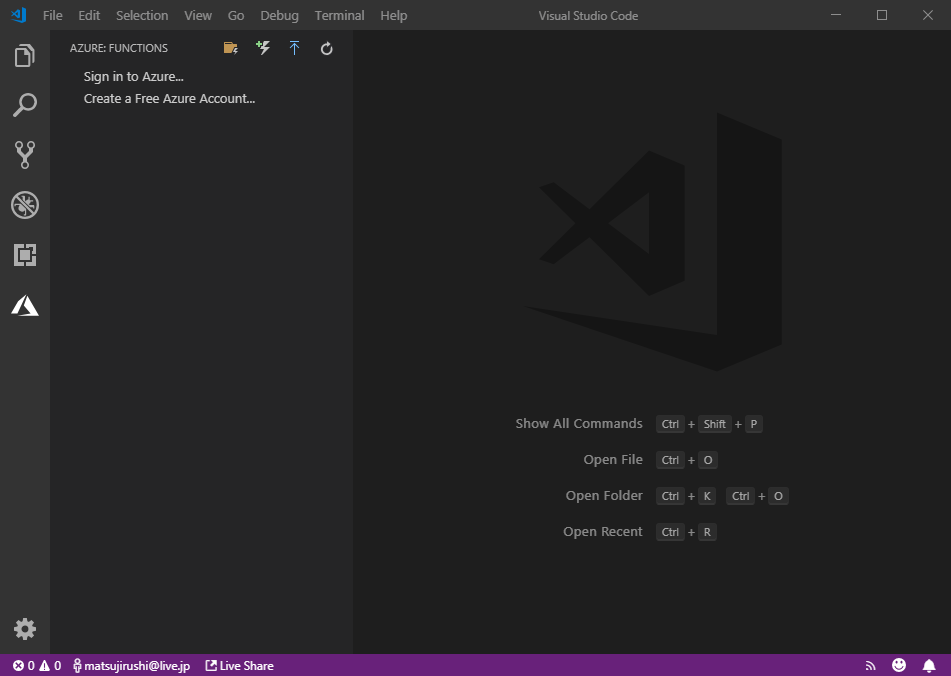 File Edit Selection View Go Debug Terminal Help Visual Studio Code
AZURE: FUNCTIONS
Sign in to Azure...
Create a Free Azure Account...
Show All Commands Ctrl + Shift + P
Open File Ctrl + O
Open Folder Ctrl + K Ctrl + O
Open Recent Ctrl + R
0 0 matsujirushi@live.jp Live Share